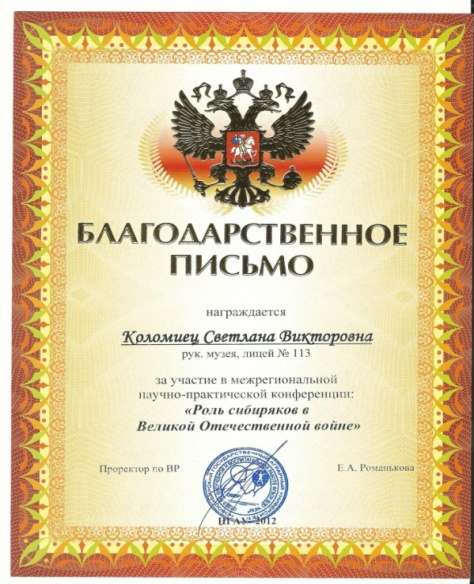 БЛАГОДАРСТВЕННОЕ
ПИСЬМО
награждается
Коломиец Светлана Викторовна
рук. музея, лицей № 113
за участие в межрегиональной
научно-практической конференции:
«Роль сибиряков в
Великой Отечественной войне»
Проректор по ВР Е.А. Романькова
НГАУ-2012